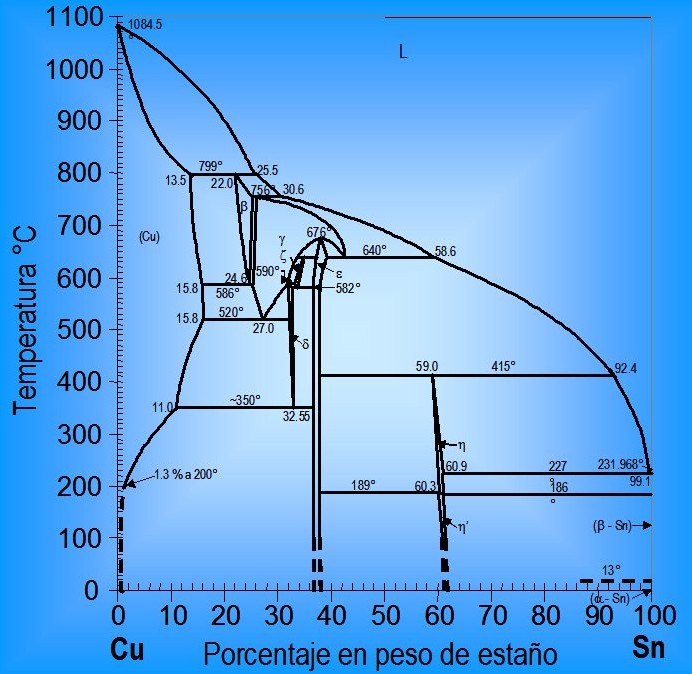 1100
1084.5
°
L
1000
900
800
799°
25.5
13.5
22.0
756°
30.6
β
700
(Cu)
γ
676°
ζ
640°
58.6
600
24.6
590°
ε
15.8
586°
582°
520°
500
15.8
27.0
δ
59.0
415°
92.4
400
~350°
11.0
32.55
300
η
60.9
227
°
231.968°
1.3 % a 200°
99.1
200
189°
60.3
186
°
η'
(β - Sn)
100
13°
(α - Sn)
0
0 10 20 30 40 50 60 70 80 90 100
Cu
Porcentaje en peso de estaño
Sn
Temperatura °C